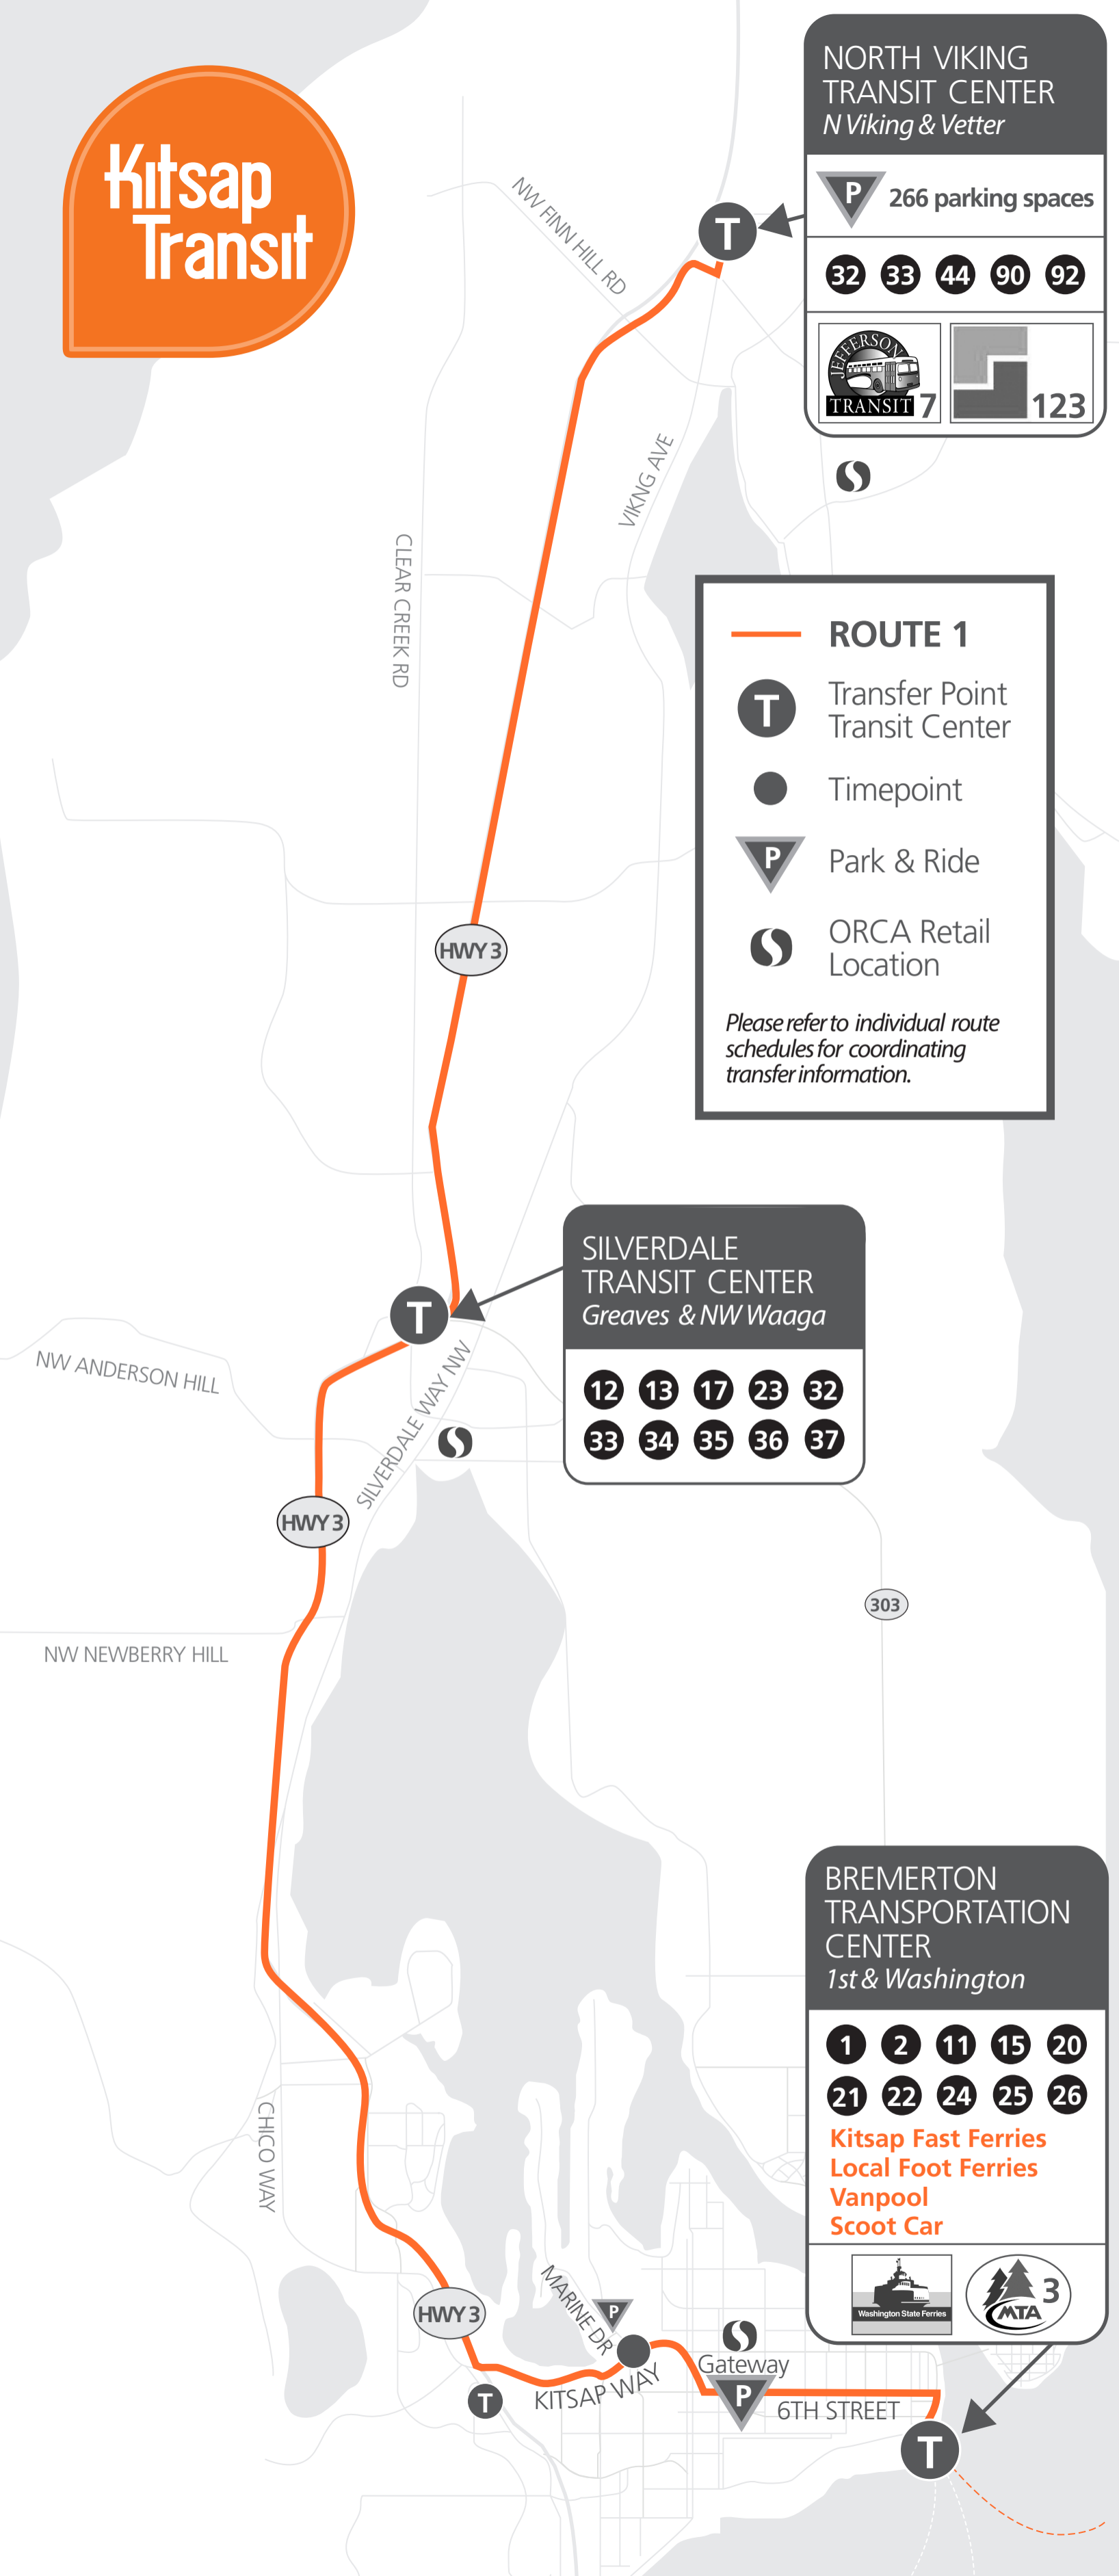 Kitsap
Transit
NORTH VIKING
TRANSIT CENTER
N Viking & Vetter
P 266 parking spaces
32 33 44 90 92
JEFFERSON
TRANSIT 7
123
T
NW FINN HILL RD
VIKNG AVE
CLEAR CREEK RD
ROUTE 1
T Transfer Point
Transit Center
Timepoint
P Park & Ride
ORCA Retail
Location
Please refer to individual route
schedules for coordinating
transfer information.
HWY 3
SILVERDALE
TRANSIT CENTER
Greaves & NW Waaga
12 13 17 23 32
33 34 35 36 37
T
NW ANDERSON HILL
SILVERDALE WAY NW
HWY 3
303
NW NEWBERRY HILL
BREMERTON
TRANSPORTATION
CENTER
1st & Washington
1 2 11 15 20
21 22 24 25 26
Kitsap Fast Ferries
Local Foot Ferries
Vanpool
Scoot Car
Washington State Ferries
MTA 3
CHICO WAY
HWY 3
MARINE DR
P
Gateway
P
KITSAP WAY
6TH STREET
T
T